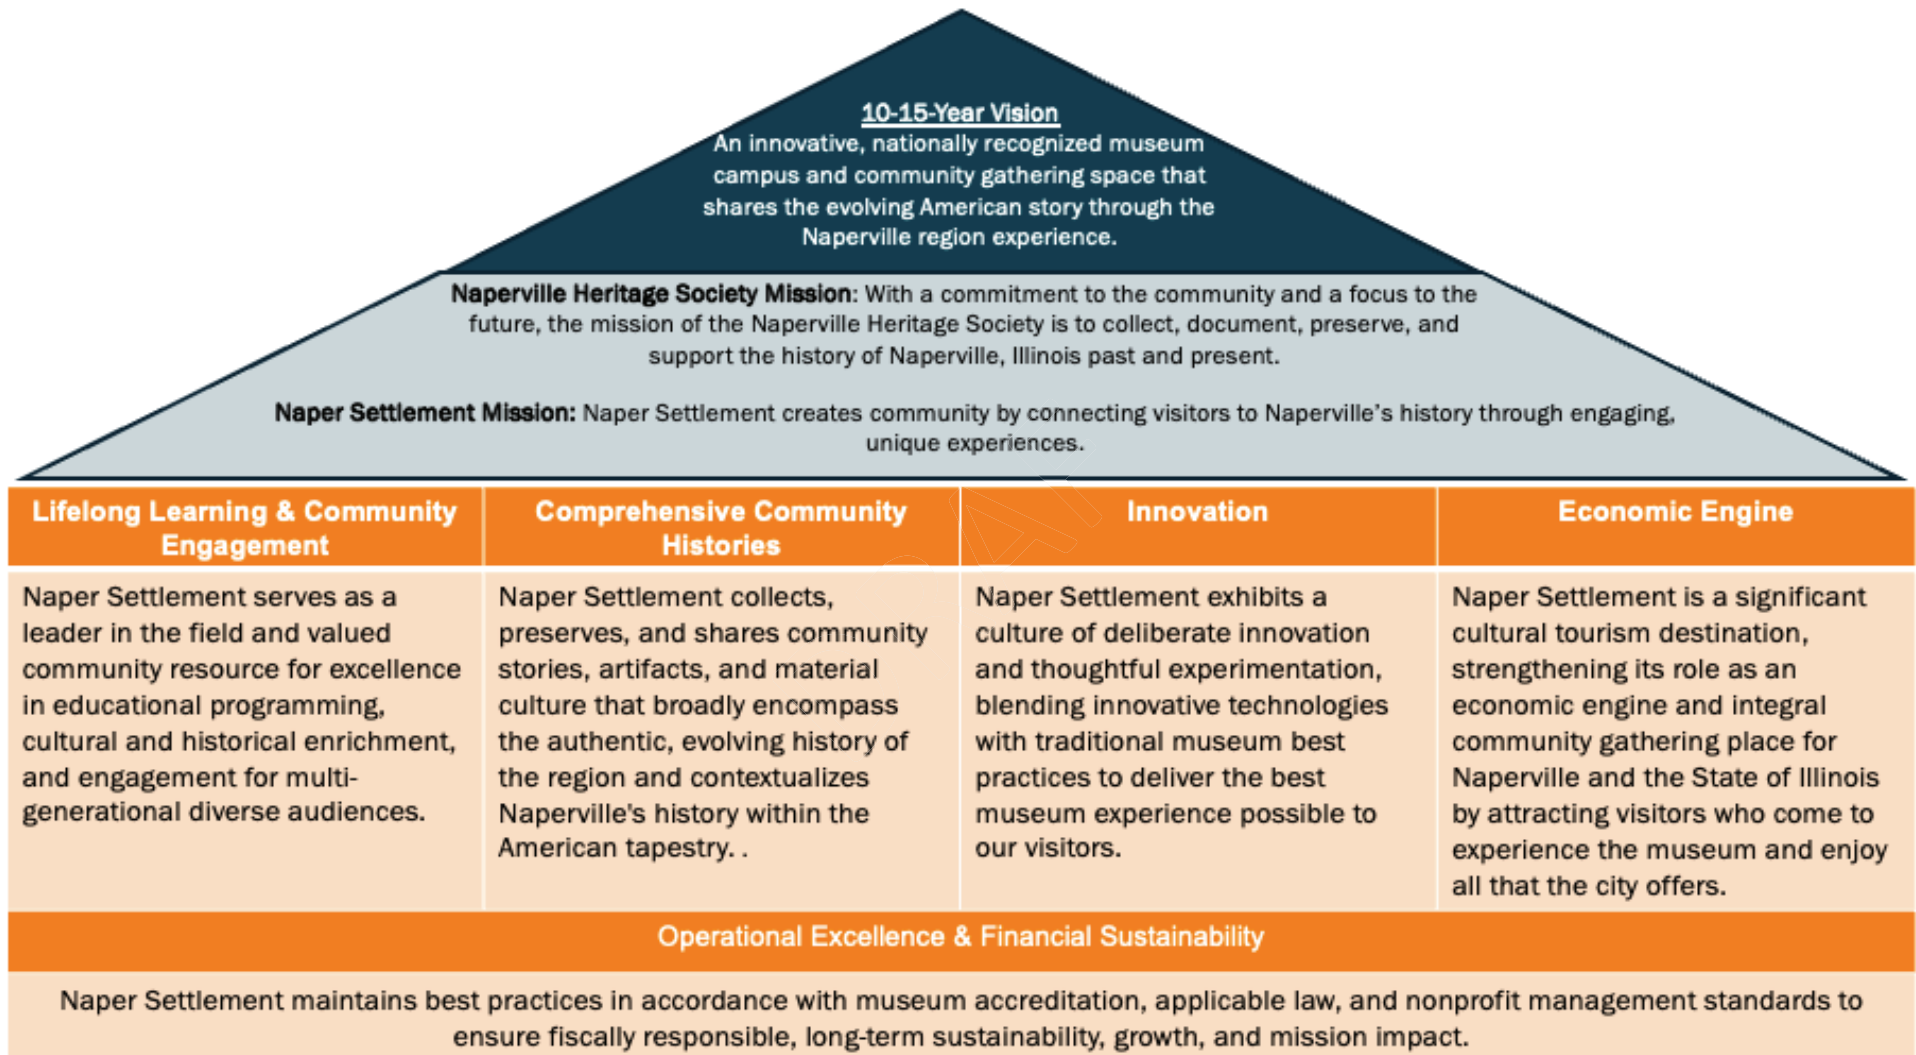 10-15-Year Vision
An innovative, nationally recognized museum
campus and community gathering space that
shares the evolving American story through the
Naperville region experience.
Naperville Heritage Society Mission: With a commitment to the community and a focus to the
future, the mission of the Naperville Heritage Society is to collect, document, preserve, and
support the history of Naperville, Illinois past and present.
Naper Settlement Mission: Naper Settlement creates community by connecting visitors to Naperville's history through engaging,
unique experiences.
Lifelong Learning & Community
Engagement
Naper Settlement serves as a
leader in the field and valued
community resource for excellence
in educational programming,
cultural and historical enrichment,
and engagement for multi-
generational diverse audiences.
Comprehensive Community
Histories
Naper Settlement collects,
preserves, and shares community
stories, artifacts, and material
culture that broadly encompass
the authentic, evolving history of
the region and contextualizes
Naperville's history within the
American tapestry. .
Innovation
Naper Settlement exhibits a
culture of deliberate innovation
and thoughtful experimentation,
blending innovative technologies
with traditional museum best
practices to deliver the best
museum experience possible to
our visitors.
Economic Engine
Naper Settlement is a significant
cultural tourism destination,
strengthening its role as an
economic engine and integral
community gathering place for
Naperville and the State of Illinois
by attracting visitors who come to
experience the museum and enjoy
all that the city offers.
Operational Excellence & Financial Sustainability
Naper Settlement maintains best practices in accordance with museum accreditation, applicable law, and nonprofit management standards to
ensure fiscally responsible, long-term sustainability, growth, and mission impact.